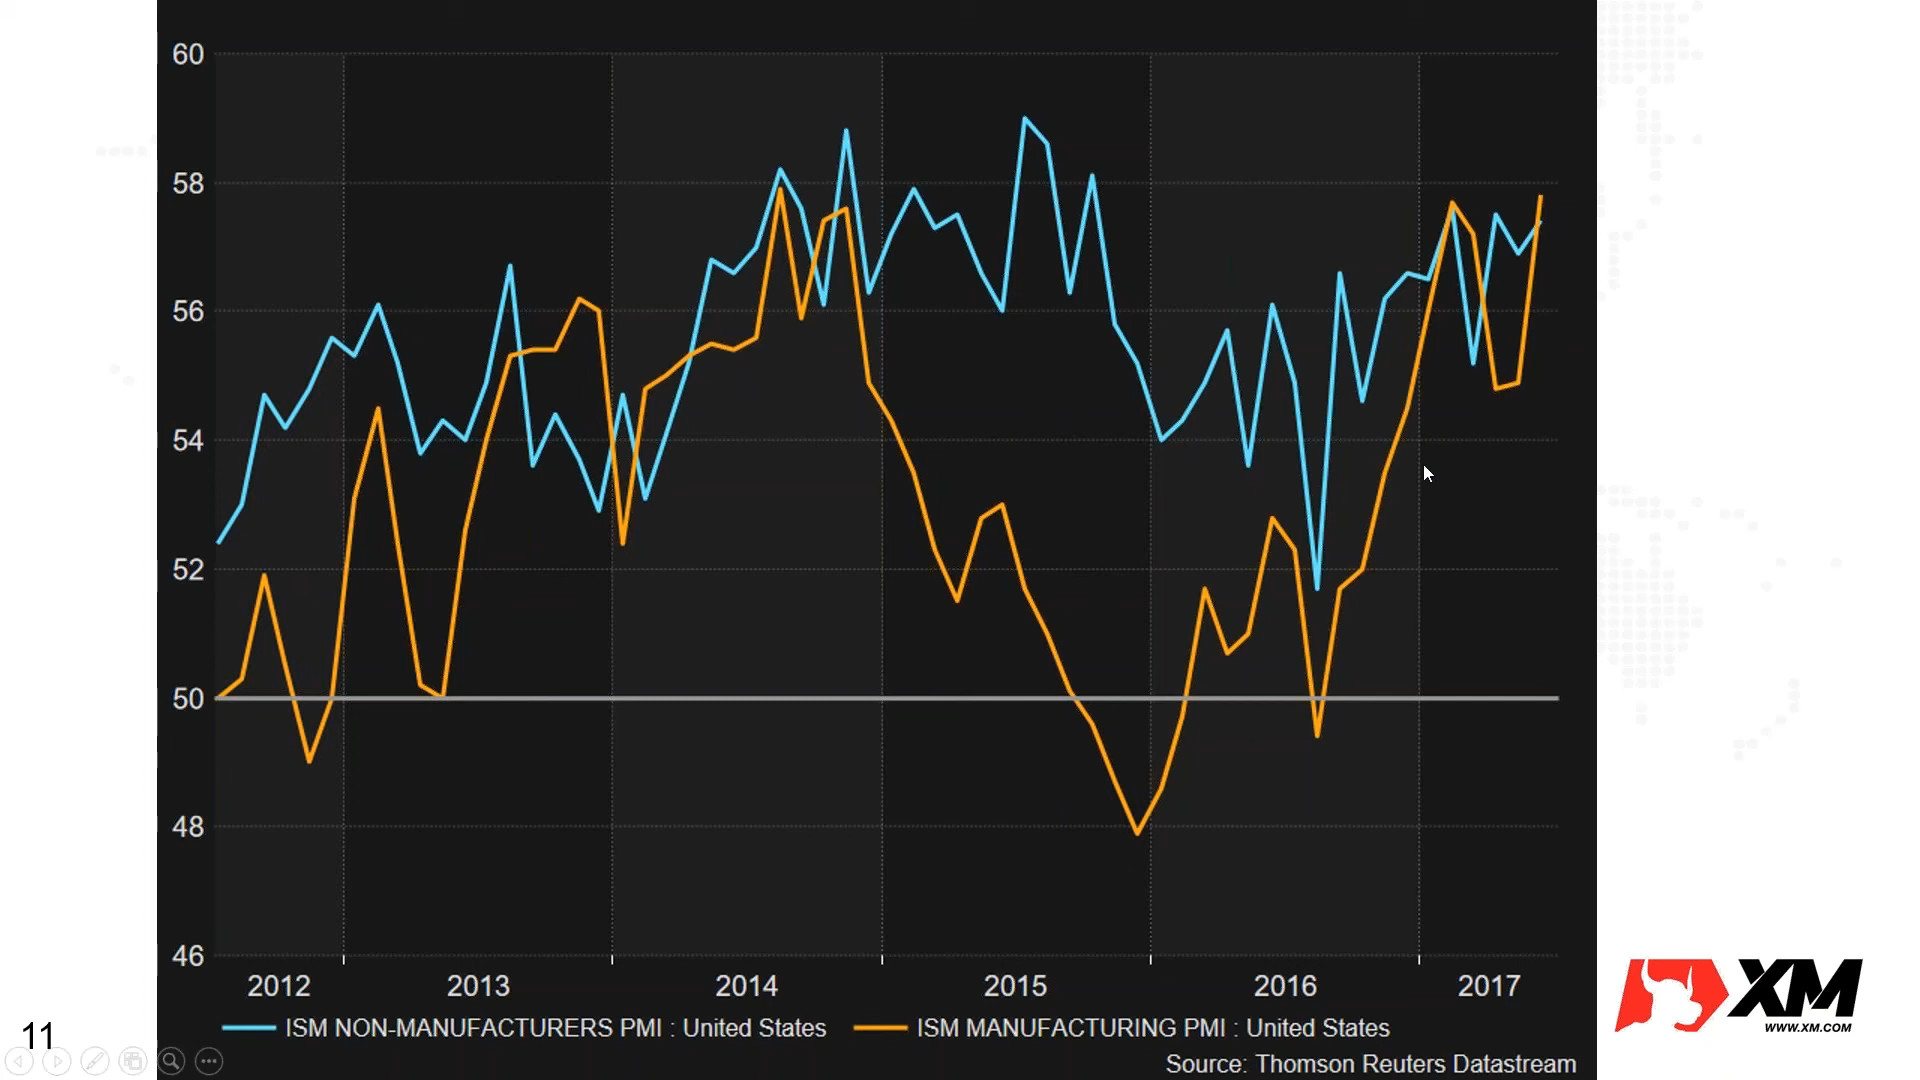 60
58
56
54
52
50
48
46
2012 2013 2014 2015 2016 2017
ISM NON-MANUFACTURERS PMI : United States ISM MANUFACTURING PMI : United States
Source: Thomson Reuters Datastream
11
XM
WWW.XM.COM